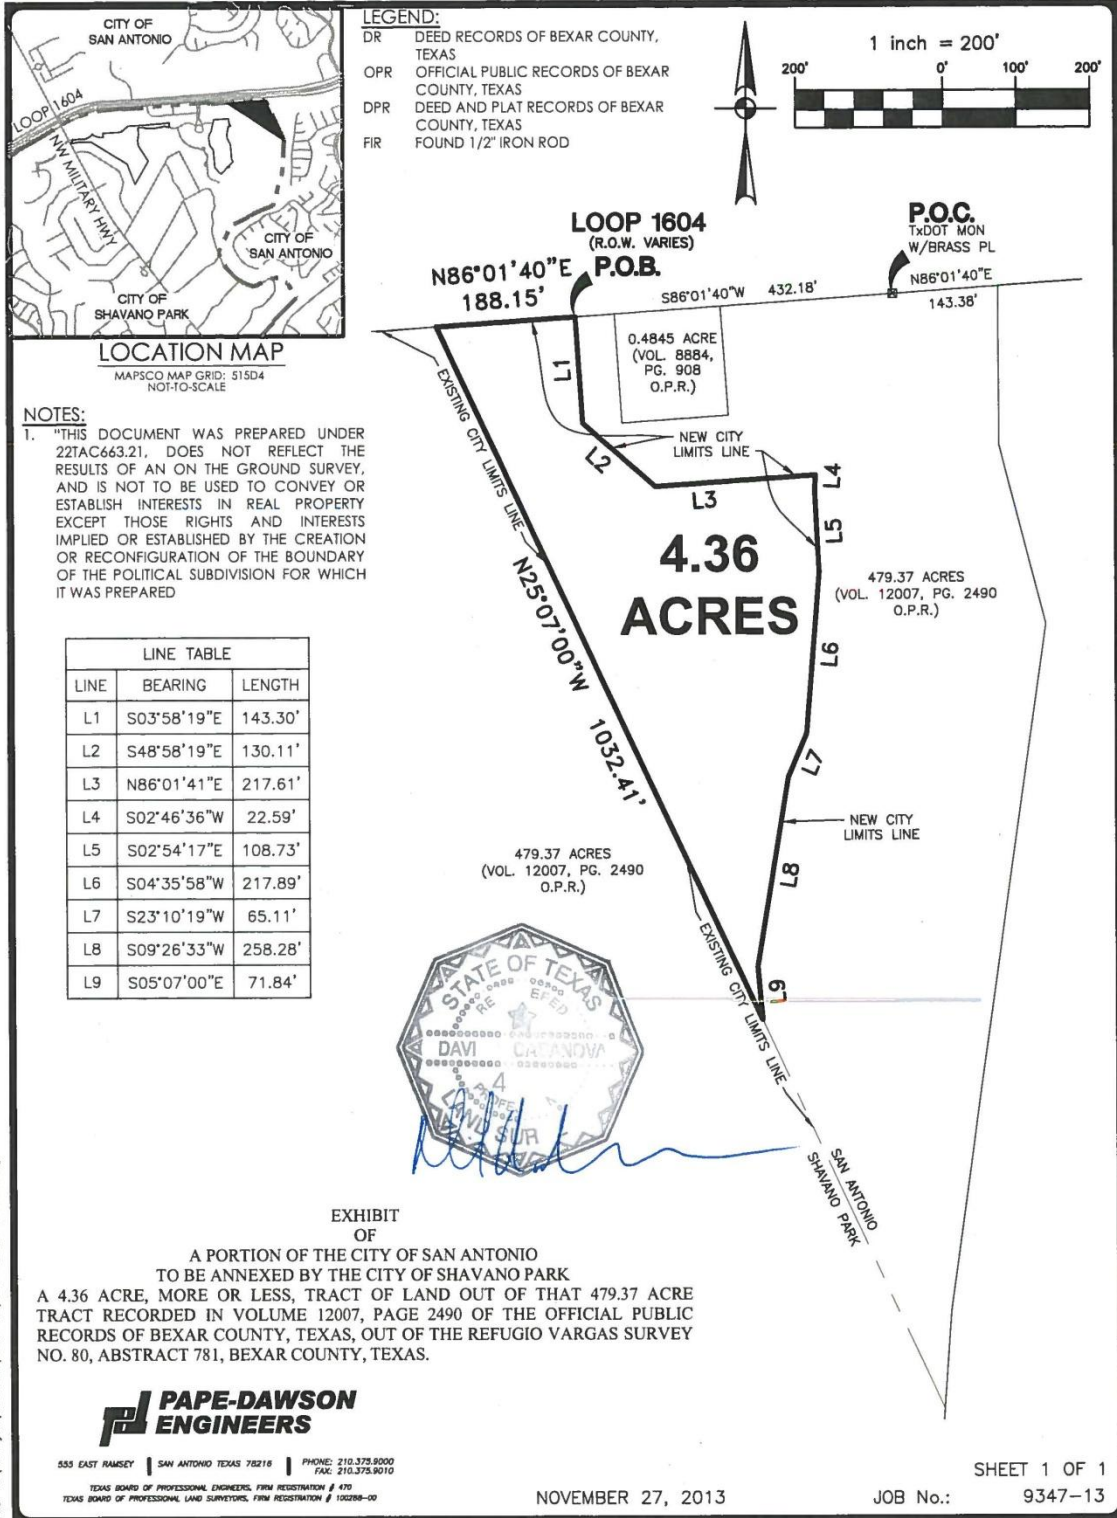 CITY OF
SAN ANTONIO
LOOP 1604
NW MILITARY HWY
CITY OF
SAN ANTONIO
CITY OF
SHAVANO PARK
LOCATION MAP
MAPSCO MAP GRID: 515D4
NOT-TO-SCALE
LEGEND:
DR DEED RECORDS OF BEXAR COUNTY,
TEXAS
OPR OFFICIAL PUBLIC RECORDS OF BEXAR
COUNTY, TEXAS
DPR DEED AND PLAT RECORDS OF BEXAR
COUNTY, TEXAS
FIR FOUND 1/2" IRON ROD
1 inch = 200'
200' 0' 100' 200'
LOOP 1604
(R.O.W. VARIES)
P.O.B.
N86°01'40"E
188.15'
S86°01'40"W 432.18'
P.O.C.
TxDOT MON
W/BRASS PL
N86°01'40"E
143.38'
0.4845 ACRE
(VOL. 8884,
PG. 908
O.P.R.)
L1
L2
L3
L4
L5
L6
L7
L8
L9
NEW CITY
LIMITS LINE
EXISTING CITY LIMITS LINE
4.36
ACRES
N25°07'00"W 1032.41'
479.37 ACRES
(VOL. 12007, PG. 2490
O.P.R.)
NEW CITY
LIMITS LINE
479.37 ACRES
(VOL. 12007, PG. 2490
O.P.R.)
EXISTING CITY LIMITS LINE
SAN ANTONIO
SHAVANO PARK
NOTES:
1. "THIS DOCUMENT WAS PREPARED UNDER
22TAC663.21, DOES NOT REFLECT THE
RESULTS OF AN ON THE GROUND SURVEY,
AND IS NOT TO BE USED TO CONVEY OR
ESTABLISH INTERESTS IN REAL PROPERTY
EXCEPT THOSE RIGHTS AND INTERESTS
IMPLIED OR ESTABLISHED BY THE CREATION
OR RECONFIGURATION OF THE BOUNDARY
OF THE POLITICAL SUBDIVISION FOR WHICH
IT WAS PREPARED
LINE TABLE
LINE BEARING LENGTH
L1 S03°58'19"E 143.30'
L2 S48°58'19"E 130.11'
L3 N86°01'41"E 217.61'
L4 S02°46'36"W 22.59'
L5 S02°54'17"E 108.73'
L6 S04°35'58"W 217.89'
L7 S23°10'19"W 65.11'
L8 S09°26'33"W 258.28'
L9 S05°07'00"E 71.84'
STATE OF TEXAS
DAVI CASANOVA
4
LAND SUR
EXHIBIT
OF
A PORTION OF THE CITY OF SAN ANTONIO
TO BE ANNEXED BY THE CITY OF SHAVANO PARK
A 4.36 ACRE, MORE OR LESS, TRACT OF LAND OUT OF THAT 479.37 ACRE
TRACT RECORDED IN VOLUME 12007, PAGE 2490 OF THE OFFICIAL PUBLIC
RECORDS OF BEXAR COUNTY, TEXAS, OUT OF THE REFUGIO VARGAS SURVEY
NO. 80, ABSTRACT 781, BEXAR COUNTY, TEXAS.
PAPE-DAWSON
ENGINEERS
555 EAST RAMSEY SAN ANTONIO TEXAS 78216 PHONE: 210.375.9000
FAX: 210.375.9010
TEXAS BOARD OF PROFESSIONAL ENGINEERS, FIRM REGISTRATION # 470
TEXAS BOARD OF PROFESSIONAL LAND SURVEYORS, FIRM REGISTRATION # 100288-00
NOVEMBER 27, 2013
SHEET 1 OF 1
JOB No.: 9347-13